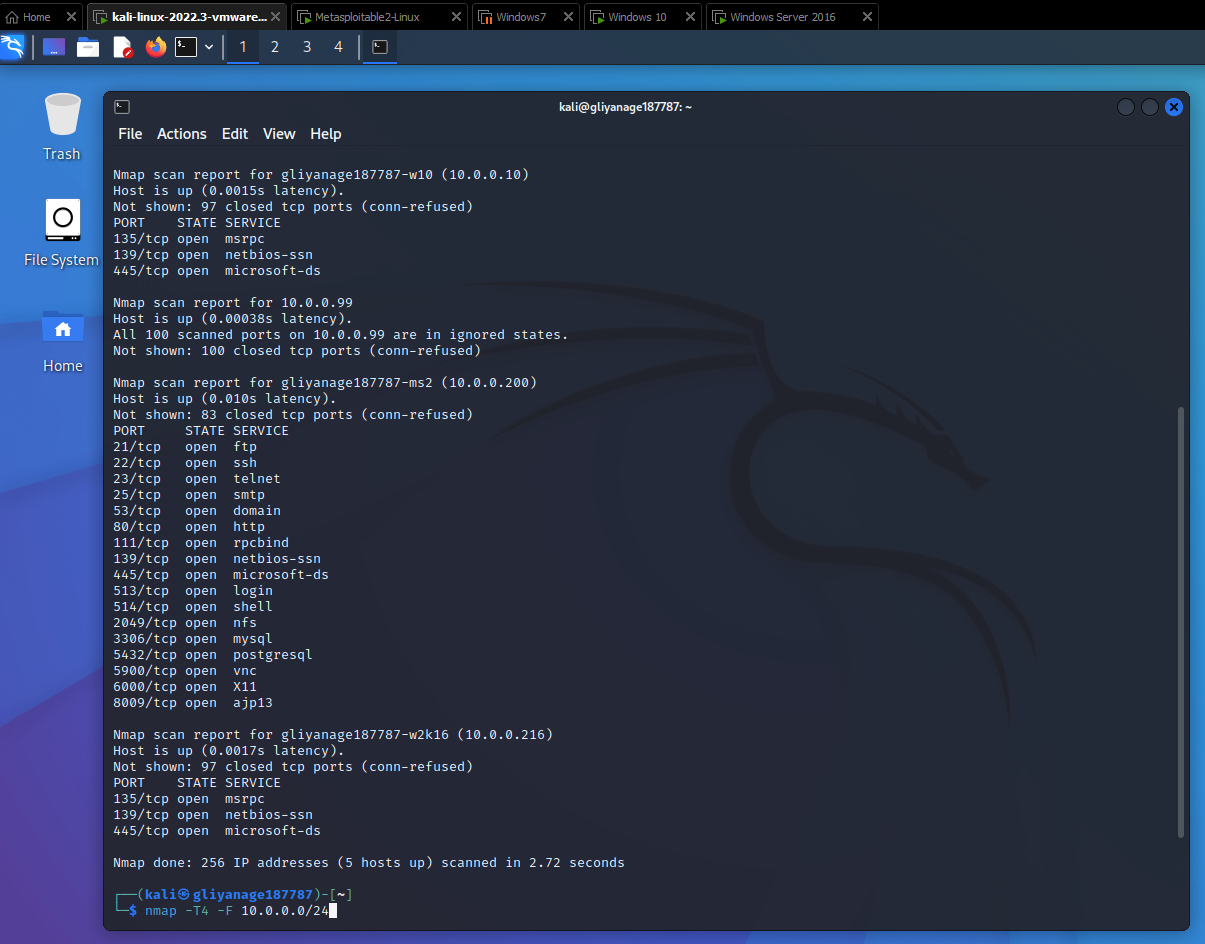 Home
kali-linux-2022.3-vmware...
Metasploitable2-Linux
Windows7
Windows 10
Windows Server 2016
1 2 3 4
Trash
File System
Home
kali@gliyanage187787: ~
File Actions Edit View Help
Nmap scan report for gliyanage187787-w10 (10.0.0.10)
Host is up (0.0015s latency).
Not shown: 97 closed tcp ports (conn-refused)
PORT    STATE SERVICE
135/tcp open  msrpc
139/tcp open  netbios-ssn
445/tcp open  microsoft-ds
Nmap scan report for 10.0.0.99
Host is up (0.00038s latency).
All 100 scanned ports on 10.0.0.99 are in ignored states.
Not shown: 100 closed tcp ports (conn-refused)
Nmap scan report for gliyanage187787-ms2 (10.0.0.200)
Host is up (0.010s latency).
Not shown: 83 closed tcp ports (conn-refused)
PORT     STATE SERVICE
21/tcp   open  ftp
22/tcp   open  ssh
23/tcp   open  telnet
25/tcp   open  smtp
53/tcp   open  domain
80/tcp   open  http
111/tcp  open  rpcbind
139/tcp  open  netbios-ssn
445/tcp  open  microsoft-ds
513/tcp  open  login
514/tcp  open  shell
2049/tcp open  nfs
3306/tcp open  mysql
5432/tcp open  postgresql
5900/tcp open  vnc
6000/tcp open  X11
8009/tcp open  ajp13
Nmap scan report for gliyanage187787-w2k16 (10.0.0.216)
Host is up (0.0017s latency).
Not shown: 97 closed tcp ports (conn-refused)
PORT    STATE SERVICE
135/tcp open  msrpc
139/tcp open  netbios-ssn
445/tcp open  microsoft-ds
Nmap done: 256 IP addresses (5 hosts up) scanned in 2.72 seconds
┌──(kali㉿gliyanage187787)-[~]
└─$ nmap -T4 -F 10.0.0.0/24